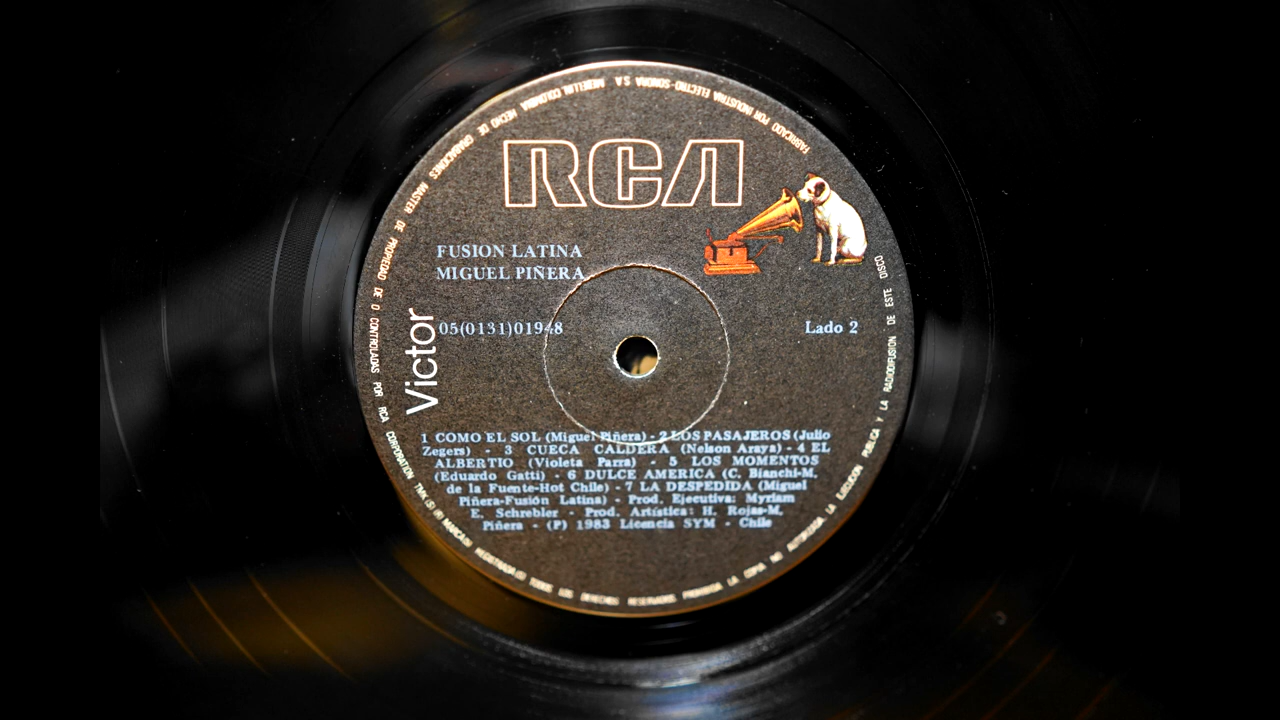 FABRICADO POR INDUSTRIA ELECTRO-SONORA S A MEDELLIN, COLOMBIA HECHO DE GRABACIONES MASTER DE PROPIEDAD DE O CONTROLADAS POR RCA CORPORATION TMK(S) (R) MARCA(S) REGISTRADA(S) TODOS LOS DERECHOS RESERVADOS PROHIBIDA LA COPIA NO AUTORIZADA LA EJECUCION PUBLICA Y LA RADIODIFUSION DE ESTE DISCO
RCA
FUSION LATINA
MIGUEL PIÑERA
Victor
05(0131)01948
Lado 2
1 COMO EL SOL (Miguel Piñera) - 2 LOS PASAJEROS (Julio
Zegers) - 3 CUECA CALDERA (Nelson Araya) - 4 EL
ALBERTIO (Violeta Parra) - 5 LOS MOMENTOS
(Eduardo Gatti) - 6 DULCE AMERICA (C. Bianchi-M.
de la Fuente-Hot Chile) - 7 LA DESPEDIDA (Miguel
Piñera-Fusión Latina) - Prod. Ejecutiva: Myriam
E. Schrebler - Prod. Artística: H. Rojas-M.
Piñera - (P) 1983 Licencia SYM - Chile